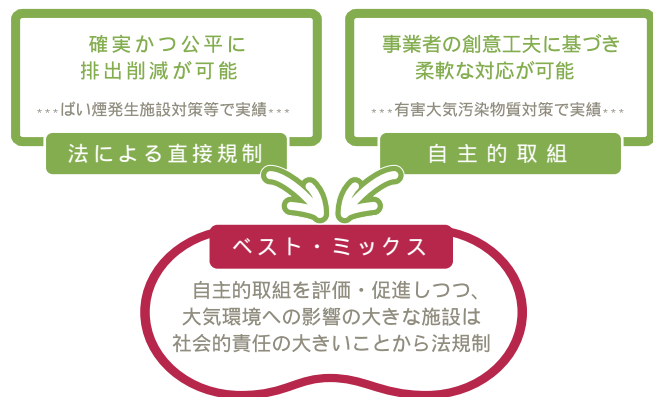 確実かつ公平に
排出削減が可能
***ばい煙発生施設対策等で実績***
法による直接規制
事業者の創意工夫に基づき
柔軟な対応が可能
***有害大気汚染物質対策で実績***
自主的取組
ベスト・ミックス
自主的取組を評価・促進しつつ、
大気環境への影響の大きな施設は
社会的責任の大きいことから法規制